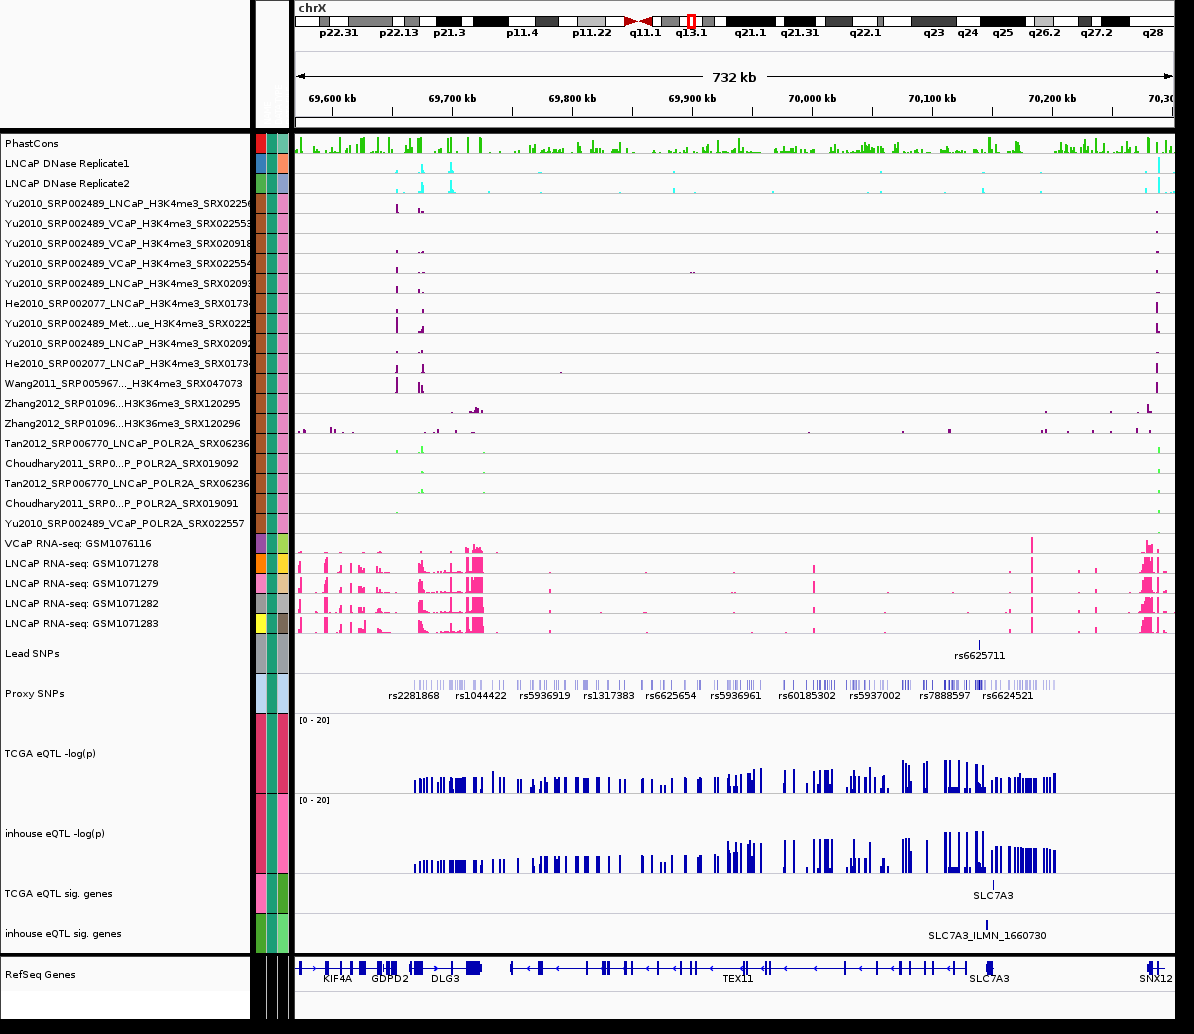 chrX
p22.31 p22.13 p21.3 p11.4 p11.22 q11.1 q13.1 q21.1 q21.31 q22.1 q23 q24 q25 q26.2 q27.2 q28
732 kb
69,600 kb 69,700 kb 69,800 kb 69,900 kb 70,000 kb 70,100 kb 70,200 kb 70,30
PhastCons
LNCaP DNase Replicate1
LNCaP DNase Replicate2
Yu2010_SRP002489_LNCaP_H3K4me3_SRX02256
Yu2010_SRP002489_VCaP_H3K4me3_SRX022553
Yu2010_SRP002489_VCaP_H3K4me3_SRX020918
Yu2010_SRP002489_VCaP_H3K4me3_SRX022554
Yu2010_SRP002489_LNCaP_H3K4me3_SRX02093
He2010_SRP002077_LNCaP_H3K4me3_SRX01734
Yu2010_SRP002489_Met...ue_H3K4me3_SRX0225
Yu2010_SRP002489_LNCaP_H3K4me3_SRX02092
He2010_SRP002077_LNCaP_H3K4me3_SRX01734
Wang2011_SRP005967..._H3K4me3_SRX047073
Zhang2012_SRP01096...H3K36me3_SRX120295
Zhang2012_SRP01096...H3K36me3_SRX120296
Tan2012_SRP006770_LNCaP_POLR2A_SRX06236
Choudhary2011_SRP0...P_POLR2A_SRX019092
Tan2012_SRP006770_LNCaP_POLR2A_SRX06236
Choudhary2011_SRP0...P_POLR2A_SRX019091
Yu2010_SRP002489_VCaP_POLR2A_SRX022557
VCaP RNA-seq: GSM1076116
LNCaP RNA-seq: GSM1071278
LNCaP RNA-seq: GSM1071279
LNCaP RNA-seq: GSM1071282
LNCaP RNA-seq: GSM1071283
Lead SNPs
rs6625711
Proxy SNPs
rs2281868 rs1044422 rs5936919 rs1317383 rs6625654 rs5936961 rs60185302 rs5937002 rs7888597 rs6624521
[0 - 20]
TCGA eQTL -log(p)
[0 - 20]
inhouse eQTL -log(p)
TCGA eQTL sig. genes
SLC7A3
inhouse eQTL sig. genes
SLC7A3_ILMN_1660730
RefSeq Genes
KIF4A GDPD2 DLG3 TEX11 SLC7A3 SNX12